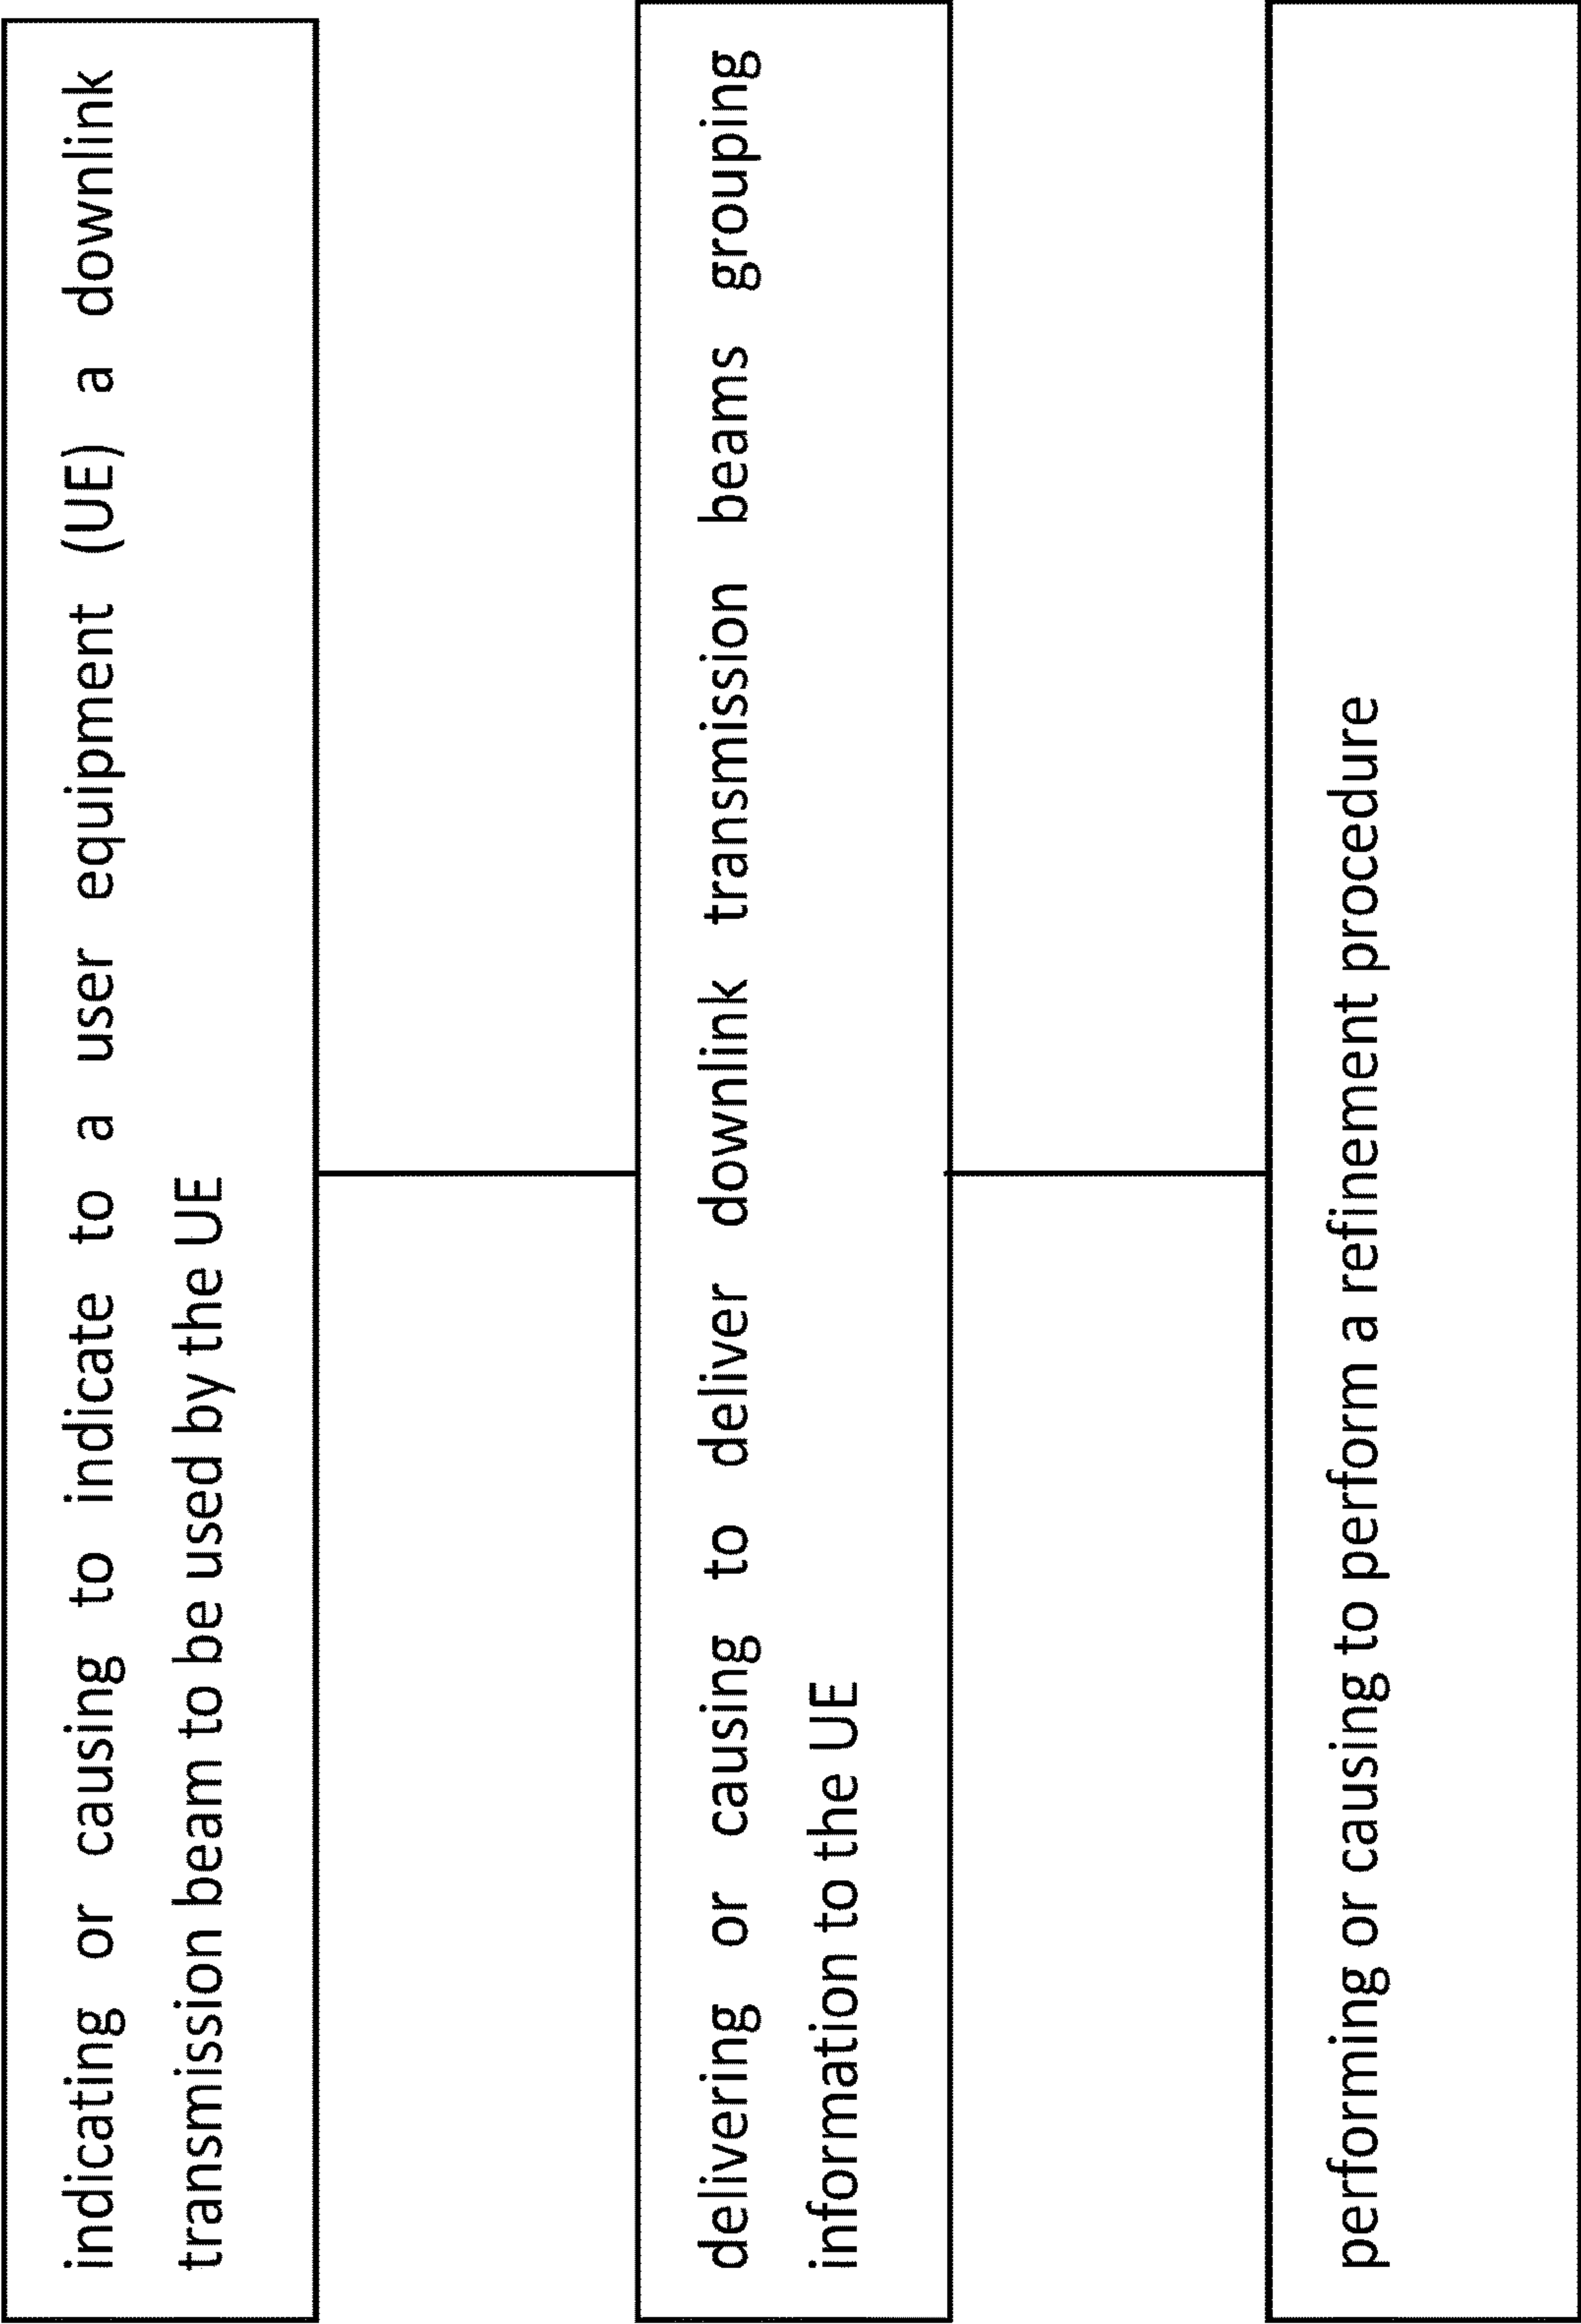 indicating or causing to indicate to a user equipment (UE) a downlink
transmission beam to be used by the UE
delivering or causing to deliver downlink transmission beams grouping
information to the UE
performing or causing to perform a refinement procedure